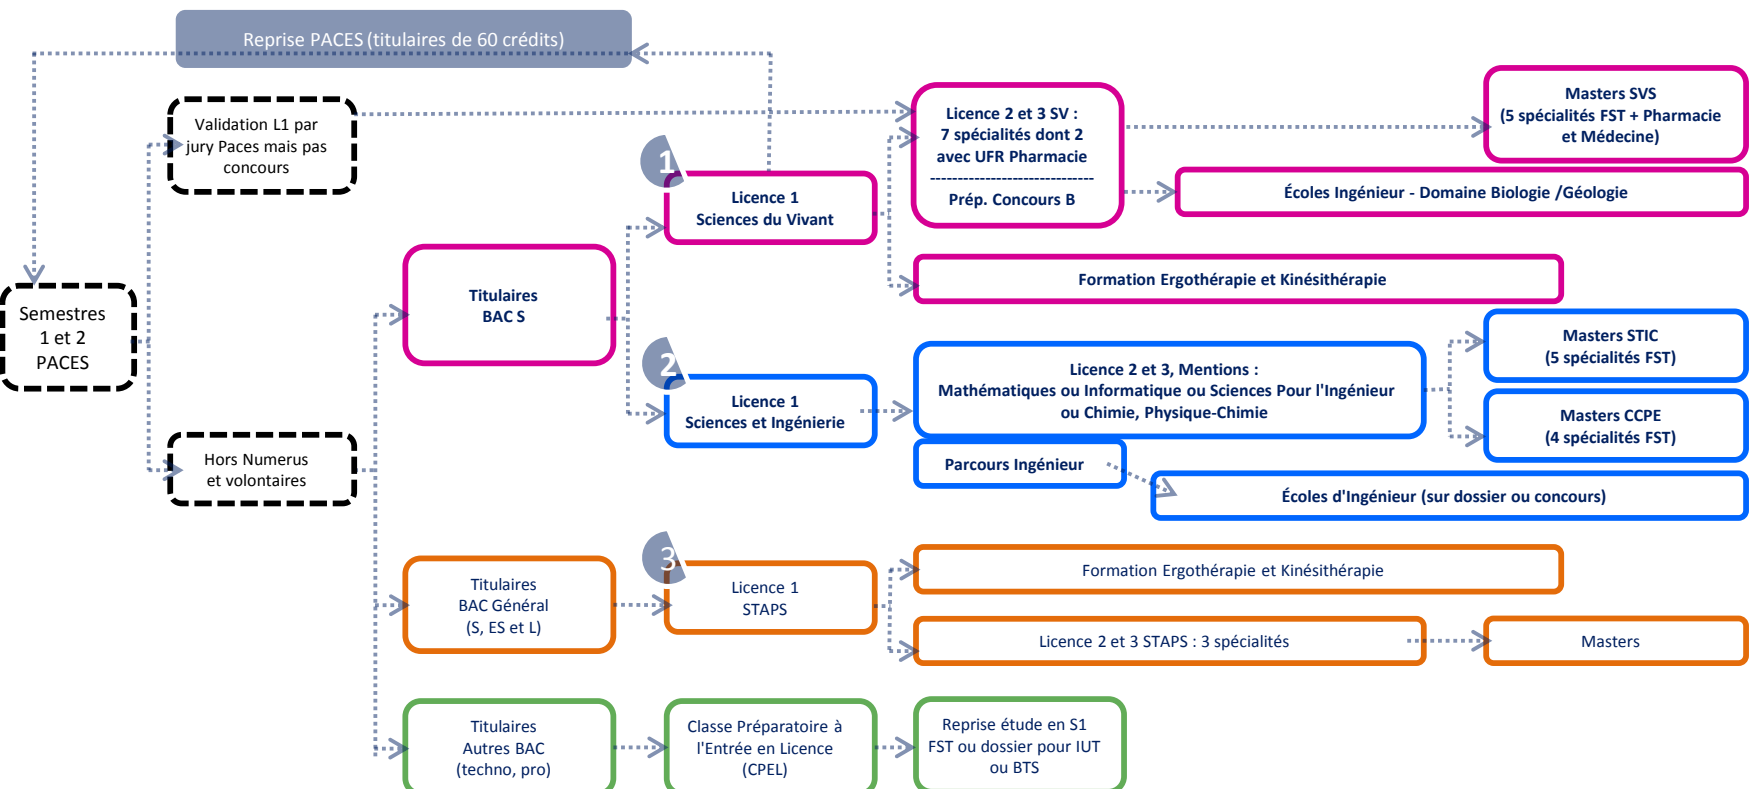 Reprise PACES (titulaires de 60 crédits)
Validation L1 par
jury Paces mais pas
concours
Semestres
1 et 2
PACES
Hors Numerus
et volontaires
Titulaires
BAC S
1
Licence 1
Sciences du Vivant
Licence 2 et 3 SV :
7 spécialités dont 2
avec UFR Pharmacie
-------------------------------
Prép. Concours B
Masters SVS
(5 spécialités FST + Pharmacie
et Médecine)
Écoles Ingénieur - Domaine Biologie /Géologie
Formation Ergothérapie et Kinésithérapie
2
Licence 1
Sciences et Ingénierie
Licence 2 et 3, Mentions :
Mathématiques ou Informatique ou Sciences Pour l'Ingénieur
ou Chimie, Physique-Chimie
Masters STIC
(5 spécialités FST)
Masters CCPE
(4 spécialités FST)
Parcours Ingénieur
Écoles d'Ingénieur (sur dossier ou concours)
Titulaires
BAC Général
(S, ES et L)
3
Licence 1
STAPS
Formation Ergothérapie et Kinésithérapie
Licence 2 et 3 STAPS : 3 spécialités
Masters
Titulaires
Autres BAC
(techno, pro)
Classe Préparatoire à
l'Entrée en Licence
(CPEL)
Reprise étude en S1
FST ou dossier pour IUT
ou BTS